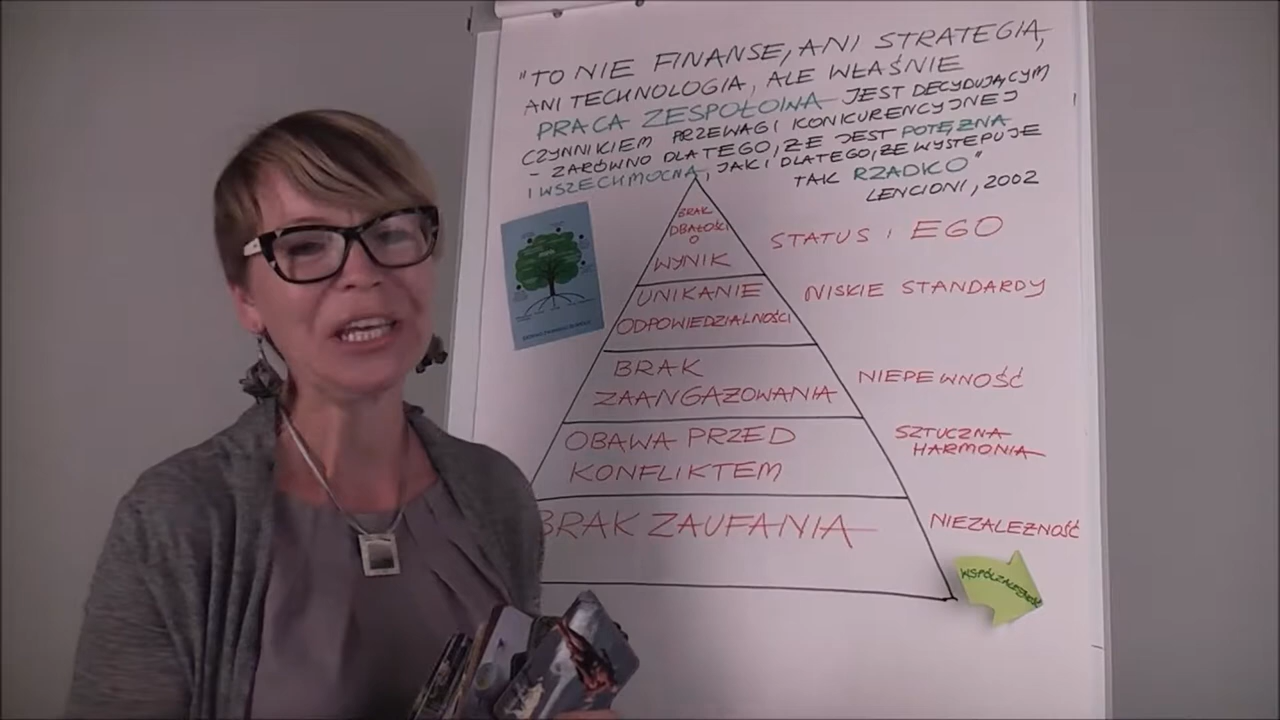 "TO NIE FINANSE, ANI STRATEGIA,
ANI TECHNOLOGIA, ALE WŁAŚNIE
PRACA ZESPOŁOWA JEST DECYDUJĄCYM
CZYNNIKIEM PRZEWAGI KONKURENCYJNEJ
- ZARÓWNO DLATEGO, ŻE JEST POTĘŻNA
I WSZECHMOCNA, JAK I DLATEGO, ŻE WYSTĘPUJE
TAK RZADKO"
LENCIONI, 2002
BRAK
DBAŁOŚCI
O
WYNIK
STATUS I EGO
UNIKANIE
ODPOWIEDZIALNOŚCI
NISKIE STANDARDY
BRAK
ZAANGAŻOWANIA
NIEPEWNOŚĆ
OBAWA PRZED
KONFLIKTEM
SZTUCZNA
HARMONIA
BRAK ZAUFANIA
NIEZALEŻNOŚĆ
WSPÓŁZALEŻNOŚĆ